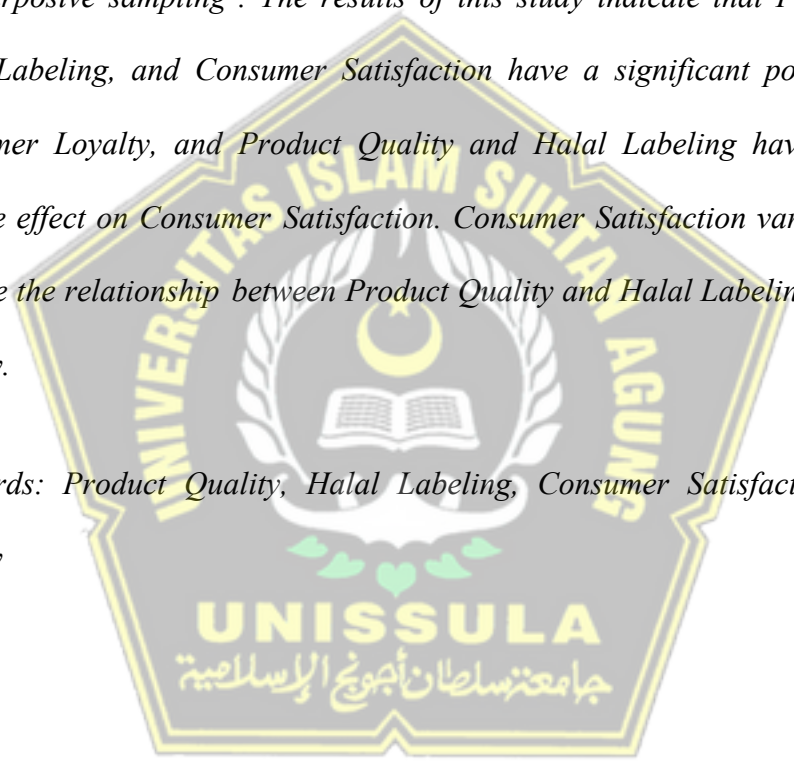 rposive sampling". The results of this study indicate that P
Labeling, and Consumer Satisfaction have a significant po
mer Loyalty, and Product Quality and Halal Labeling hav
e effect on Consumer Satisfaction. Consumer Satisfaction var
e the relationship between Product Quality and Halal Labelin
y.
rds: Product Quality, Halal Labeling, Consumer Satisfact
y
UNIVERSITAS ISLAM SULTAN AGUNG
UNISSULA
جامعة سلطان أجونج الإسلامية